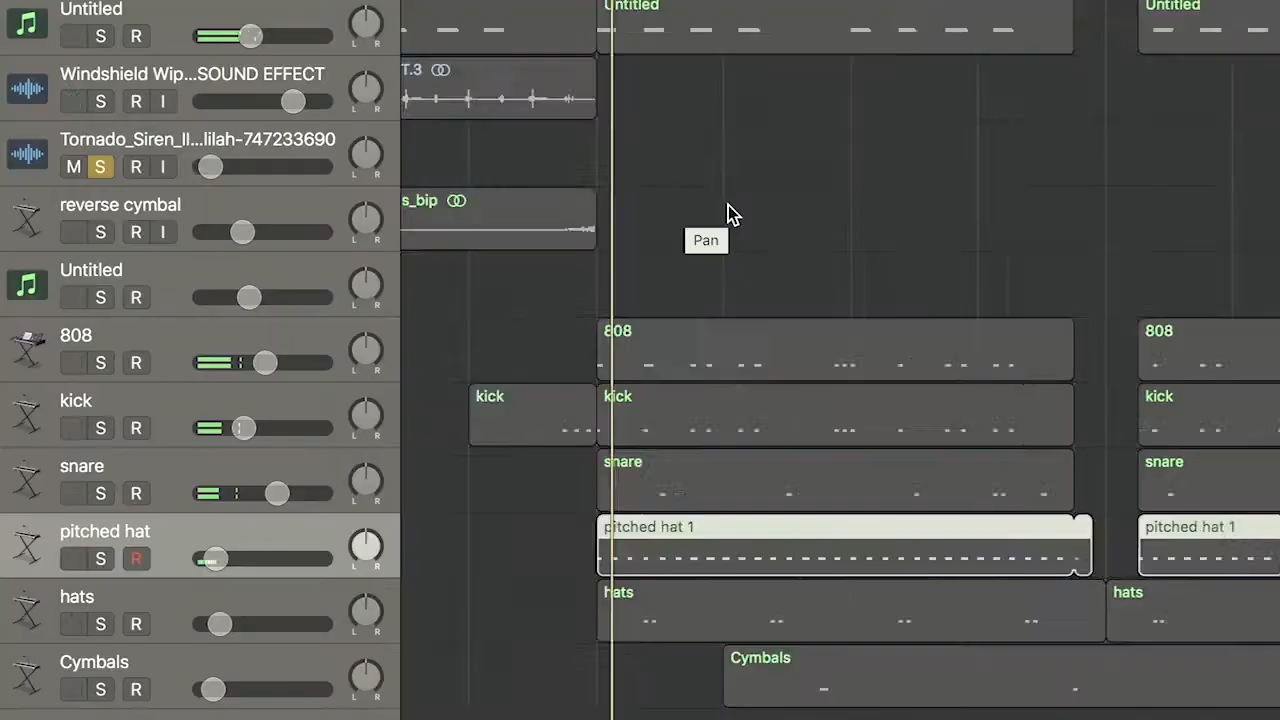 Untitled
S R
L R
Windshield Wip...SOUND EFFECT
S R I
L R
Tornado_Siren_II...lilah-747233690
M S R I
L R
reverse cymbal
S R I
L R
Untitled
S R
L R
808
S R
L R
kick
S R
L R
snare
S R
L R
pitched hat
S R
L R
hats
S R
L R
Cymbals
S R
L R
Untitled
Untitled
T.3
s_bip
Pan
808
808
kick
kick
kick
snare
snare
pitched hat 1
pitched hat 1
hats
hats
Cymbals